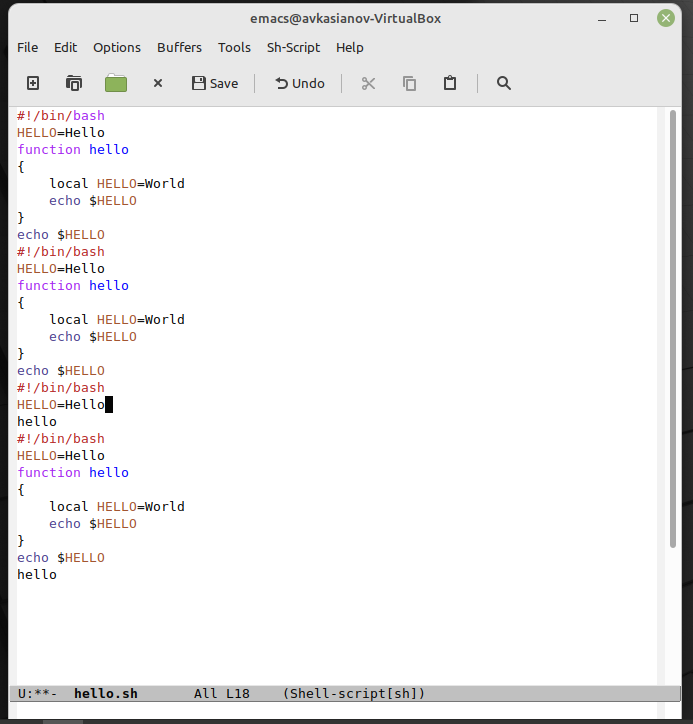 emacs@avkasianov-VirtualBox
File Edit Options Buffers Tools Sh-Script Help
Save Undo
#!/bin/bash
HELLO=Hello
function hello
{
    local HELLO=World
    echo $HELLO
}
echo $HELLO
#!/bin/bash
HELLO=Hello
function hello
{
    local HELLO=World
    echo $HELLO
}
echo $HELLO
#!/bin/bash
HELLO=Hello
hello
#!/bin/bash
HELLO=Hello
function hello
{
    local HELLO=World
    echo $HELLO
}
echo $HELLO
hello
U:**-  hello.sh       All L18    (Shell-script[sh])